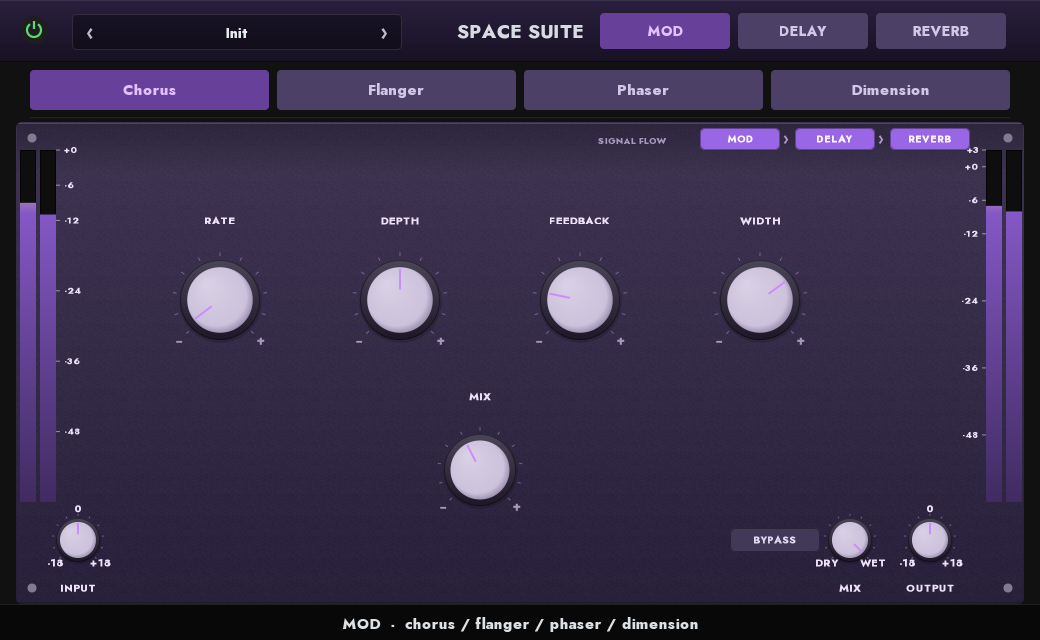 ‹ Init › SPACE SUITE MOD DELAY REVERB
Chorus Flanger Phaser Dimension
SIGNAL FLOW MOD › DELAY › REVERB
+0 +3
+0
-6 -6
-12 -12
RATE DEPTH FEEDBACK WIDTH
-24 -24
- + - + - + - +
-36 -36
MIX
-48 -48
- +
0 0
BYPASS
-18 +18 DRY WET -18 +18
INPUT MIX OUTPUT
MOD - chorus / flanger / phaser / dimension